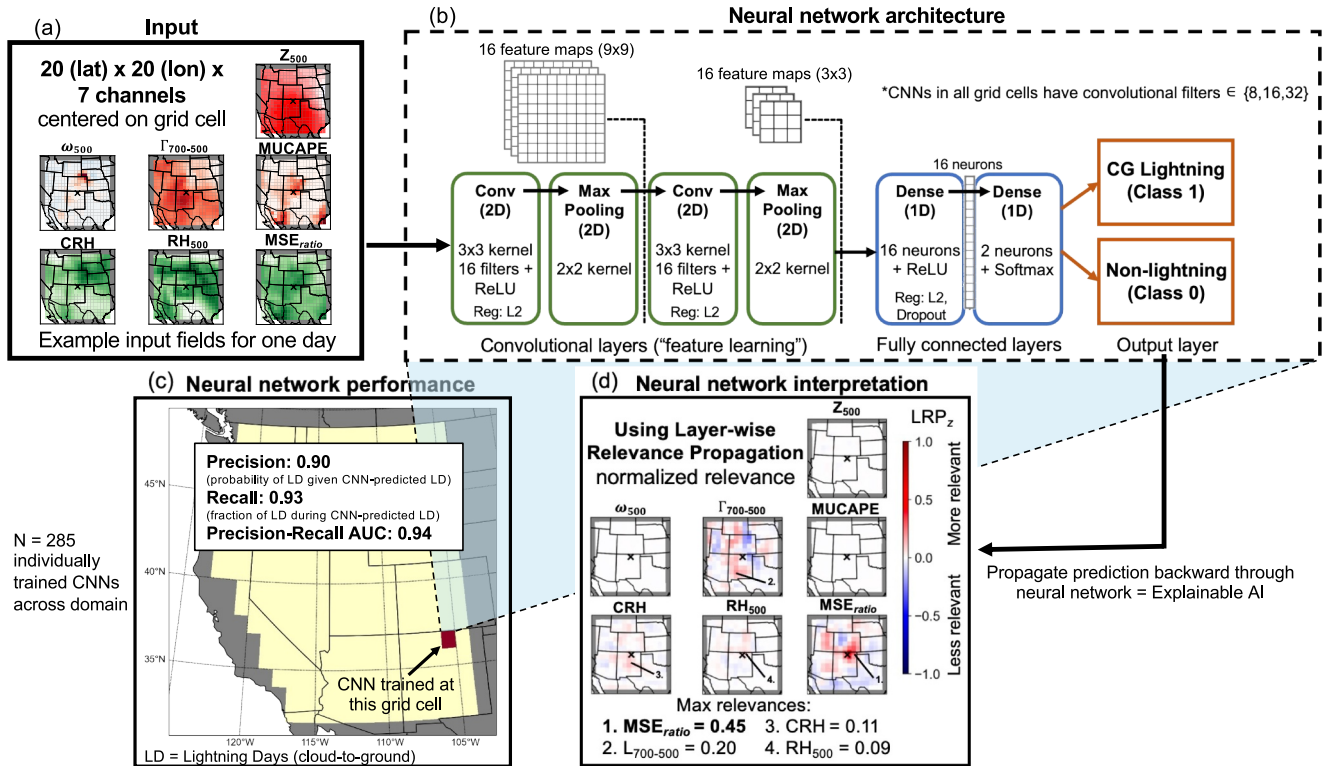 (a)
Input
20 (lat) x 20 (lon) x
7 channels
centered on grid cell
Z500
ω500
Γ700-500
MUCAPE
CRH
RH500
MSEratio
Example input fields for one day
(b)
Neural network architecture
16 feature maps (9x9)
16 feature maps (3x3)
*CNNs in all grid cells have convolutional filters ∈ {8,16,32}
Conv
(2D)
3x3 kernel
16 filters +
ReLU
Reg: L2
Max
Pooling
(2D)
2x2 kernel
Conv
(2D)
3x3 kernel
16 filters +
ReLU
Reg: L2
Max
Pooling
(2D)
2x2 kernel
16 neurons
Dense
(1D)
16 neurons
+ ReLU
Reg: L2,
Dropout
Dense
(1D)
2 neurons
+ Softmax
CG Lightning
(Class 1)
Non-lightning
(Class 0)
Convolutional layers (“feature learning”)
Fully connected layers
Output layer
(c)
Neural network performance
Precision: 0.90
(probability of LD given CNN-predicted LD)
Recall: 0.93
(fraction of LD during CNN-predicted LD)
Precision-Recall AUC: 0.94
45°N
40°N
35°N
120°W
115°W
110°W
105°W
CNN trained at
this grid cell
LD = Lightning Days (cloud-to-ground)
N = 285
individually
trained CNNs
across domain
(d)
Neural network interpretation
Using Layer-wise
Relevance Propagation
normalized relevance
Z500
ω500
Γ700-500
2.
MUCAPE
CRH
3.
RH500
4.
MSEratio
1.
LRPz
1.0
0.5
0.0
−0.5
−1.0
More relevant
Less relevant
Max relevances:
1. MSEratio = 0.45
3. CRH = 0.11
2. L700-500 = 0.20
4. RH500 = 0.09
Propagate prediction backward through
neural network = Explainable AI